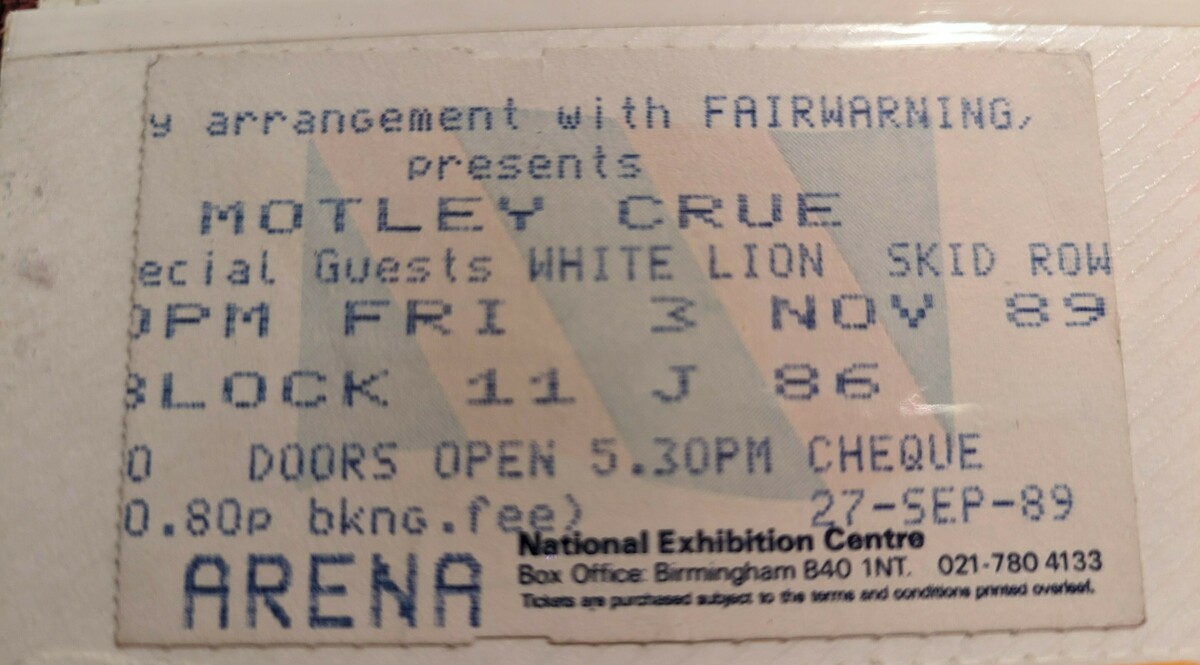 y arrangement with FAIRWARNING,
presents
MOTLEY CRUE
ecial Guests WHITE LION SKID ROW
0PM FRI 3 NOV 89
BLOCK 11 J 86
0 DOORS OPEN 5.30PM CHEQUE
0.80p bkng.fee) 27-SEP-89
ARENA
National Exhibition Centre
Box Office: Birmingham B40 1NT. 021-780 4133
Tickets are purchased subject to the terms and conditions printed overleaf.